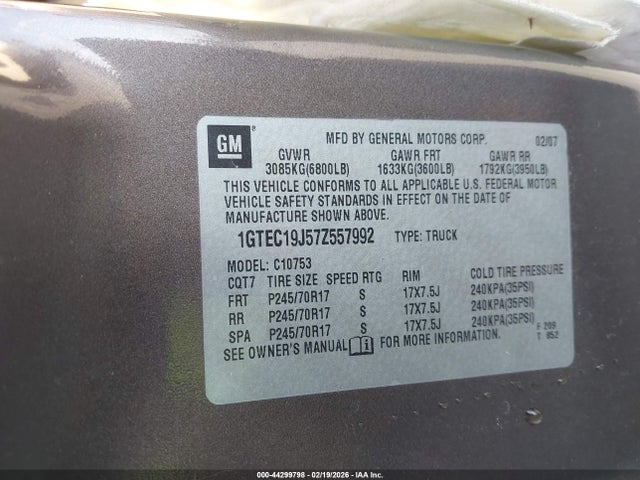 GM
MFD BY GENERAL MOTORS CORP. 02/07
GVWR GAWR FRT GAWR RR
3085KG(6800LB) 1633KG(3600LB) 1792KG(3950LB)
THIS VEHICLE CONFORMS TO ALL APPLICABLE U.S. FEDERAL MOTOR
VEHICLE SAFETY STANDARDS IN EFFECT ON THE DATE OF
MANUFACTURE SHOWN ABOVE.
1GTEC19J57Z557992 TYPE: TRUCK
MODEL: C10753
CQT7 TIRE SIZE SPEED RTG RIM COLD TIRE PRESSURE
FRT P245/70R17 S 17X7.5J 240KPA(35PSI)
RR P245/70R17 S 17X7.5J 240KPA(35PSI)
SPA P245/70R17 S 17X7.5J 240KPA(35PSI)
SEE OWNER'S MANUAL i FOR MORE INFORMATION.
F 209
T 852
000-44299798 - 02/19/2026 - IAA Inc.